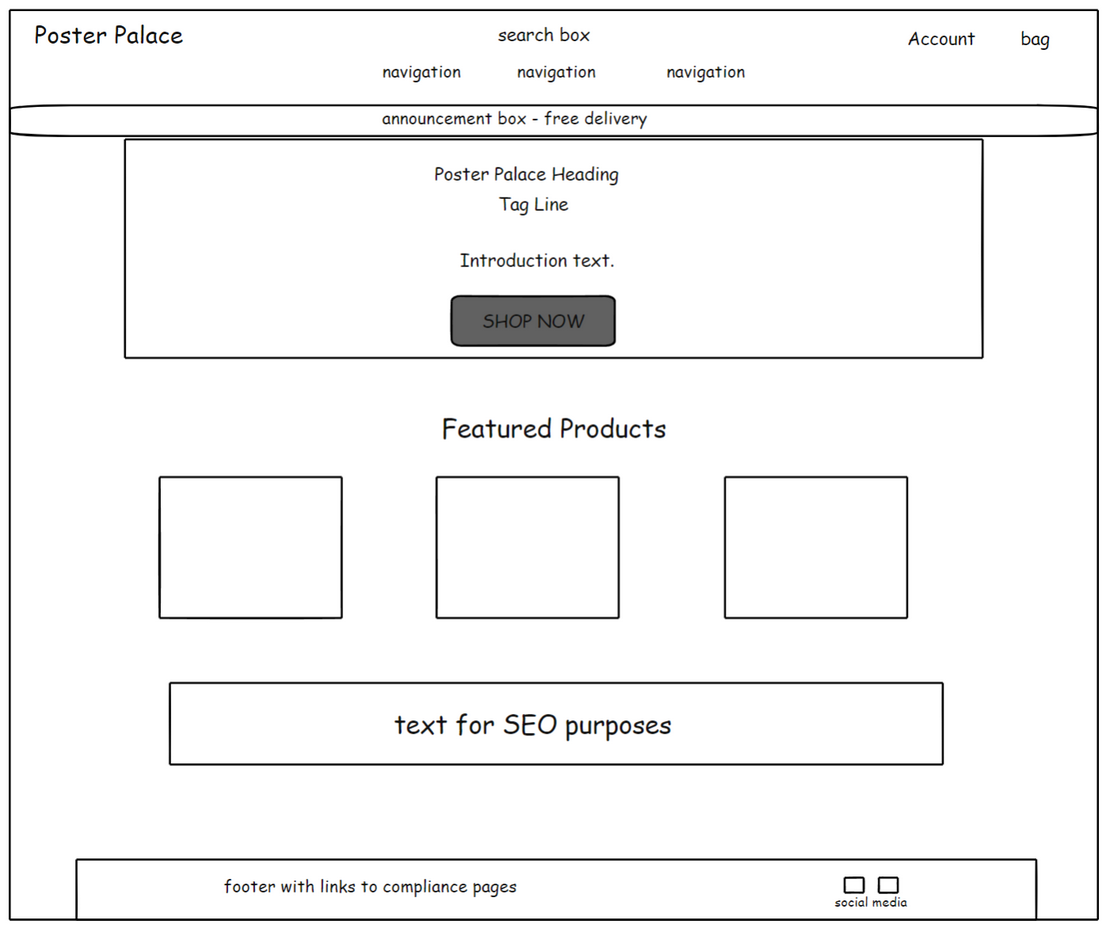 Poster Palace
search box
Account
bag
navigation
navigation
navigation
announcement box - free delivery
Poster Palace Heading
Tag Line
Introduction text.
SHOP NOW
Featured Products
text for SEO purposes
footer with links to compliance pages
social media